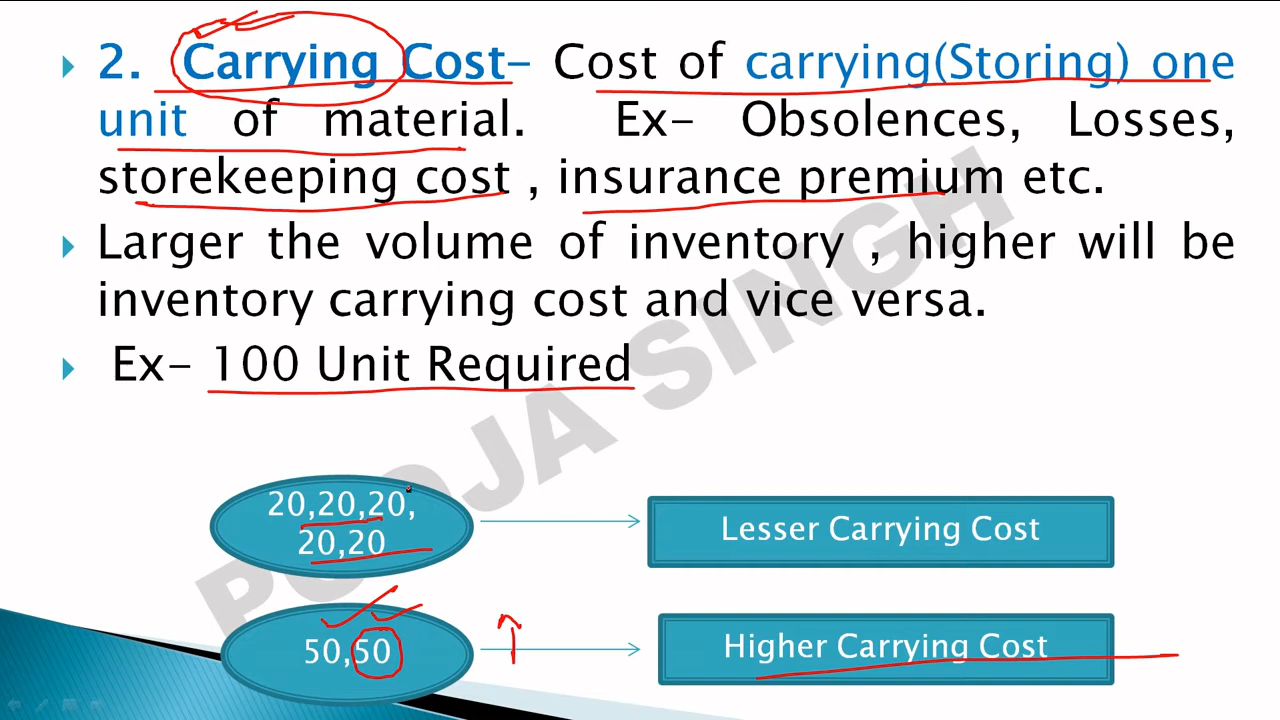 2. Carrying Cost- Cost of carrying(Storing) one
unit of material. Ex- Obsolences, Losses,
storekeeping cost , insurance premium etc.
Larger the volume of inventory , higher will be
inventory carrying cost and vice versa.
Ex- 100 Unit Required
20,20,20,
20,20
Lesser Carrying Cost
50,50
Higher Carrying Cost
POOJA SINGH